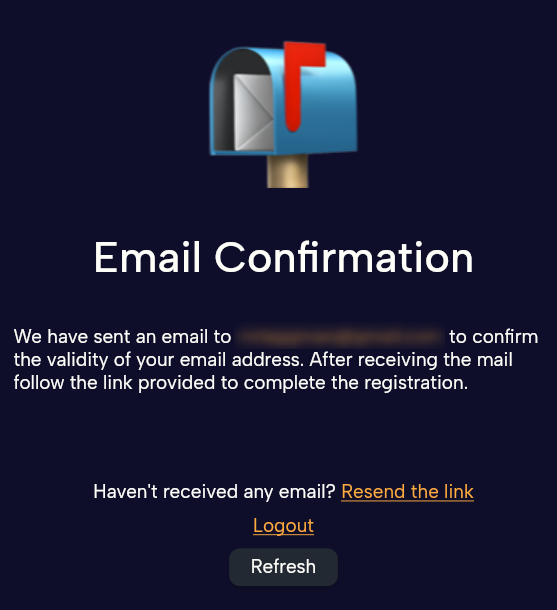 Email Confirmation
We have sent an email to to confirm
the validity of your email address. After receiving the mail
follow the link provided to complete the registration.
Haven't received any email? Resend the link
Logout
Refresh